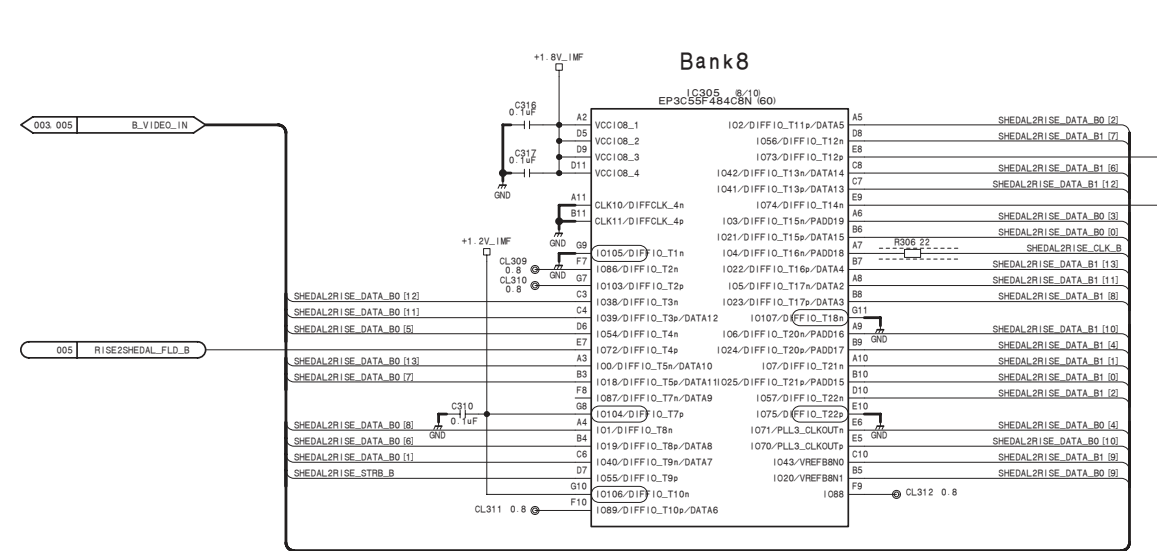 Bank8
+1.8V_IMF
IC305 (8/10)
EP3C55F484C8N (60)
003.005 B_VIDEO_IN
C316
0.1uF
C317
0.1uF
GND
A2 VCCIO8_1
D5 VCCIO8_2
D9 VCCIO8_3
D11 VCCIO8_4
A11 CLK10/DIFFCLK_4n
B11 CLK11/DIFFCLK_4p
GND
+1.2V_IMF
G9 IO105/DIFFIO_T1n
GND
CL309
0.8
F7 IO86/DIFFIO_T2n
CL310
0.8
G7 IO103/DIFFIO_T2p
SHEDAL2RISE_DATA_B0 [12] C3 IO38/DIFFIO_T3n
SHEDAL2RISE_DATA_B0 [11] C4 IO39/DIFFIO_T3p/DATA12
SHEDAL2RISE_DATA_B0 [5] D6 IO54/DIFFIO_T4n
005 RISE2SHEDAL_FLD_B E7 IO72/DIFFIO_T4p
SHEDAL2RISE_DATA_B0 [13] A3 IO0/DIFFIO_T5n/DATA10
SHEDAL2RISE_DATA_B0 [7] B3 IO18/DIFFIO_T5p/DATA11
F8 IO87/DIFFIO_T7n/DATA9
C310
0.1uF
GND
G8 IO104/DIFFIO_T7p
SHEDAL2RISE_DATA_B0 [8] A4 IO1/DIFFIO_T8n
SHEDAL2RISE_DATA_B0 [6] B4 IO19/DIFFIO_T8p/DATA8
SHEDAL2RISE_DATA_B0 [1] C6 IO40/DIFFIO_T9n/DATA7
SHEDAL2RISE_STRB_B D7 IO55/DIFFIO_T9p
G10 IO106/DIFFIO_T10n
CL311 0.8 F10 IO89/DIFFIO_T10p/DATA6
IO2/DIFFIO_T11p/DATA5 A5 SHEDAL2RISE_DATA_B0 [2]
IO56/DIFFIO_T12n D8 SHEDAL2RISE_DATA_B1 [7]
IO73/DIFFIO_T12p E8
IO42/DIFFIO_T13n/DATA14 C8 SHEDAL2RISE_DATA_B1 [6]
IO41/DIFFIO_T13p/DATA13 C7 SHEDAL2RISE_DATA_B1 [12]
IO74/DIFFIO_T14n E9
IO3/DIFFIO_T15n/PADD19 A6 SHEDAL2RISE_DATA_B0 [3]
IO21/DIFFIO_T15p/DATA15 B6 SHEDAL2RISE_DATA_B0 [0]
IO4/DIFFIO_T16n/PADD18 A7 R306 22 SHEDAL2RISE_CLK_B
IO22/DIFFIO_T16p/DATA4 B7 SHEDAL2RISE_DATA_B1 [13]
IO5/DIFFIO_T17n/DATA2 A8 SHEDAL2RISE_DATA_B1 [11]
IO23/DIFFIO_T17p/DATA3 B8 SHEDAL2RISE_DATA_B1 [8]
IO107/DIFFIO_T18n G11
GND
IO6/DIFFIO_T20n/PADD16 A9 SHEDAL2RISE_DATA_B1 [10]
IO24/DIFFIO_T20p/PADD17 B9 SHEDAL2RISE_DATA_B1 [4]
IO7/DIFFIO_T21n A10 SHEDAL2RISE_DATA_B1 [1]
IO25/DIFFIO_T21p/PADD15 B10 SHEDAL2RISE_DATA_B1 [0]
IO57/DIFFIO_T22n D10 SHEDAL2RISE_DATA_B1 [2]
IO75/DIFFIO_T22p E10
GND
IO71/PLL3_CLKOUTn E6 SHEDAL2RISE_DATA_B0 [4]
IO70/PLL3_CLKOUTp E5 SHEDAL2RISE_DATA_B0 [10]
IO43/VREFB8N0 C10 SHEDAL2RISE_DATA_B1 [9]
IO20/VREFB8N1 B5 SHEDAL2RISE_DATA_B0 [9]
IO88 F9 CL312 0.8